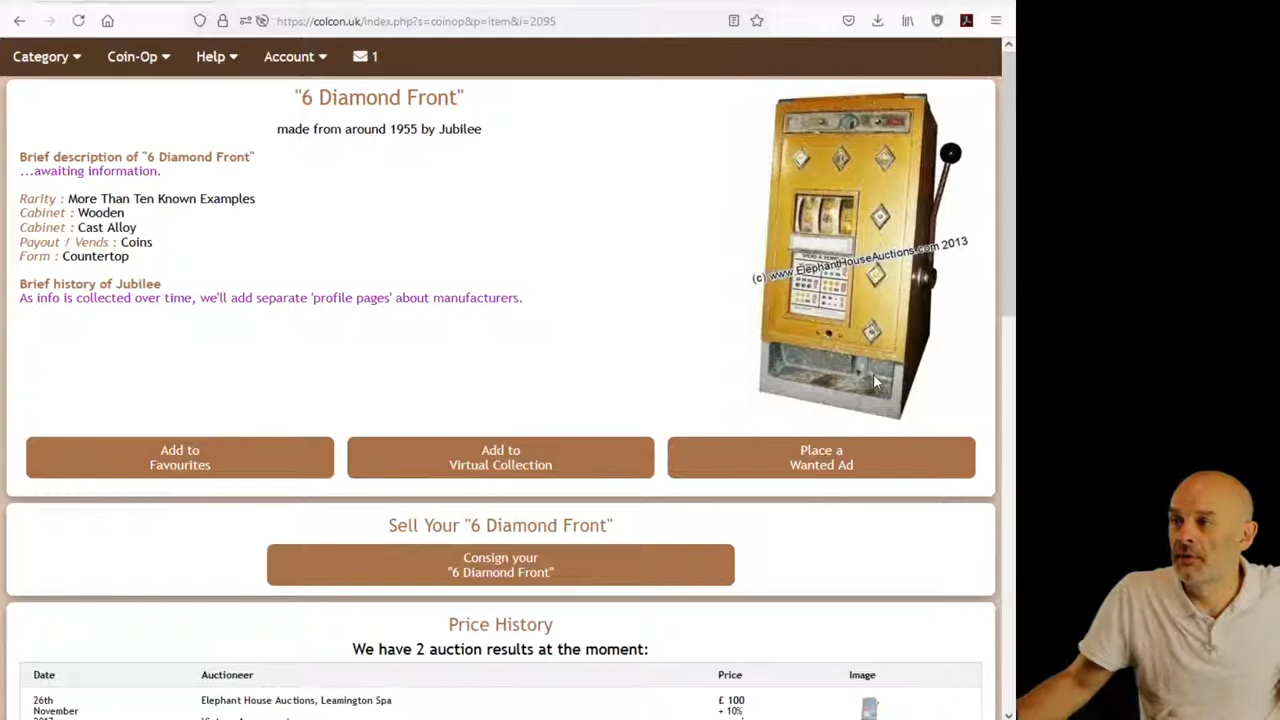 https://colcon.uk/index.php?s=coinop&p=item&i=2095
Category Coin-Op Help Account 1
"6 Diamond Front"
made from around 1955 by Jubilee
Brief description of "6 Diamond Front"
...awaiting information.
Rarity : More Than Ten Known Examples
Cabinet : Wooden
Cabinet : Cast Alloy
Payout / Vends : Coins
Form : Countertop
Brief history of Jubilee
As info is collected over time, we'll add separate 'profile pages' about manufacturers.
(c) www.ElephantHouseAuctions.com 2013
Add to
Favourites
Add to
Virtual Collection
Place a
Wanted Ad
Sell Your "6 Diamond Front"
Consign your
"6 Diamond Front"
Price History
We have 2 auction results at the moment:
Date Auctioneer Price Image
26th
November
Elephant House Auctions, Leamington Spa
£ 100
+ 10%